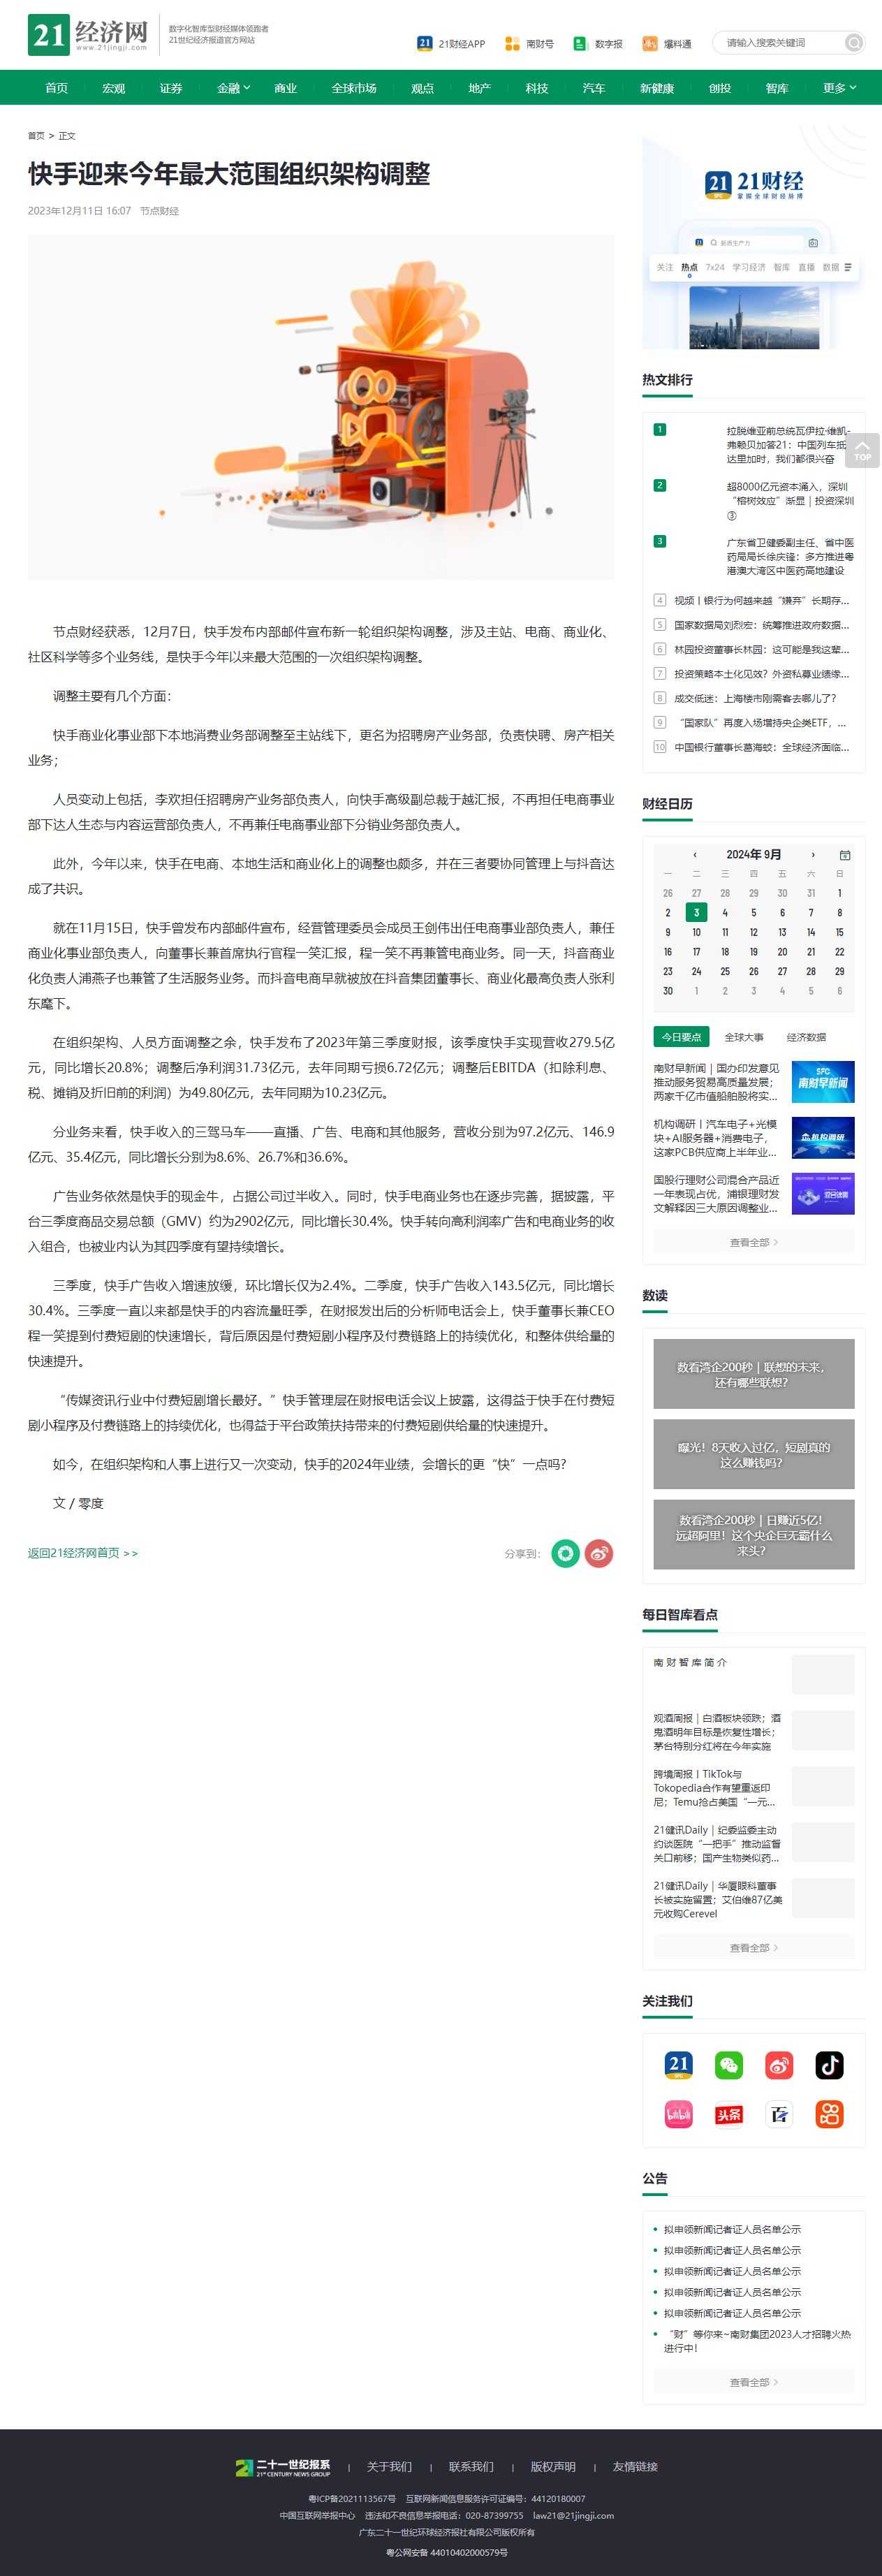 21 经济网
www.21jingji.com
数字化智库型财经媒体领跑者
21世纪经济报道官方网站
21财经APP
南财号
数字报
爆料通
请输入搜索关键词
首页 宏观 证券 金融 商业 全球市场 观点 地产 科技 汽车 新健康 创投 智库 更多
首页 > 正文
快手迎来今年最大范围组织架构调整
2023年12月11日 16:07 节点财经
节点财经获悉，12月7日，快手发布内部邮件宣布新一轮组织架构调整，涉及主站、电商、商业化、
社区科学等多个业务线，是快手今年以来最大范围的一次组织架构调整。
调整主要有几个方面：
快手商业化事业部下本地消费业务部调整至主站线下，更名为招聘房产业务部，负责快聘、房产相关
业务；
人员变动上包括，李欢担任招聘房产业务部负责人，向快手高级副总裁于越汇报，不再担任电商事业
部下达人生态与内容运营部负责人，不再兼任电商事业部下分销业务部负责人。
此外，今年以来，快手在电商、本地生活和商业化上的调整也颇多，并在三者要协同管理上与抖音达
成了共识。
就在11月15日，快手曾发布内部邮件宣布，经营管理委员会成员王剑伟出任电商事业部负责人，兼任
商业化事业部负责人，向董事长兼首席执行官程一笑汇报，程一笑不再兼管电商业务。同一天，抖音商业
化负责人浦燕子也兼管了生活服务业务。而抖音电商早就被放在抖音集团董事长、商业化最高负责人张利
东麾下。
在组织架构、人员方面调整之余，快手发布了2023年第三季度财报，该季度快手实现营收279.5亿
元，同比增长20.8%；调整后净利润31.73亿元，去年同期亏损6.72亿元；调整后EBITDA（扣除利息、
税、摊销及折旧前的利润）为49.80亿元，去年同期为10.23亿元。
分业务来看，快手收入的三驾马车——直播、广告、电商和其他服务，营收分别为97.2亿元、146.9
亿元、35.4亿元，同比增长分别为8.6%、26.7%和36.6%。
广告业务依然是快手的现金牛，占据公司过半收入。同时，快手电商业务也在逐步完善，据披露，平
台三季度商品交易总额（GMV）约为2902亿元，同比增长30.4%。快手转向高利润率广告和电商业务的收
入组合，也被业内认为其四季度有望持续增长。
三季度，快手广告收入增速放缓，环比增长仅为2.4%。二季度，快手广告收入143.5亿元，同比增长
30.4%。三季度一直以来都是快手的内容流量旺季，在财报发出后的分析师电话会上，快手董事长兼CEO
程一笑提到付费短剧的快速增长，背后原因是付费短剧小程序及付费链路上的持续优化，和整体供给量的
快速提升。
“传媒资讯行业中付费短剧增长最好。”快手管理层在财报电话会议上披露，这得益于快手在付费短
剧小程序及付费链路上的持续优化，也得益于平台政策扶持带来的付费短剧供给量的快速提升。
如今，在组织架构和人事上进行又一次变动，快手的2024年业绩，会增长的更“快”一点吗？
文 / 零度
返回21经济网首页 >>
分享到：
21财经
掌握全球财经脉搏
关注 热点 7x24 学习经济 智库 直播 数据
热文排行
1 拉脱维亚前总统瓦伊拉·维凯-
弗赖贝加答21：中国列车抵
达里加时，我们都很兴奋
TOP
2 超8000亿元资本涌入，深圳
“榕树效应”渐显｜投资深圳
③
3 广东省卫健委副主任、省中医
药局局长徐庆锋：多方推进粤
港澳大湾区中医药高地建设
4 视频丨银行为何越来越“嫌弃”长期存...
5 国家数据局刘烈宏：统筹推进政府数据...
6 林园投资董事长林园：这可能是我这辈...
7 投资策略本土化见效？外资私募业绩缘...
8 成交低迷：上海楼市刚需客去哪儿了？
9 “国家队”再度入场增持央企类ETF，...
10 中国银行董事长葛海蛟：全球经济面临...
财经日历
‹ 2024年 9月 ›
一 二 三 四 五 六 日
26 27 28 29 30 31 1
2 3 4 5 6 7 8
9 10 11 12 13 14 15
16 17 18 19 20 21 22
23 24 25 26 27 28 29
30 1 2 3 4 5 6
今日要点 全球大事 经济数据
南财早新闻｜国办印发意见
推动服务贸易高质量发展；
两家千亿市值船舶股将实...
SFC
南财早新闻
机构调研丨汽车电子+光模
块+AI服务器+消费电子，
这家PCB供应商上半年业...
机构调研
国股行理财公司混合产品近
一年表现占优，浦银理财发
文解释因三大原因调整业...
查看全部 >
数读
数看湾企200秒｜联想的未来，
还有哪些联想？
曝光！8天收入过亿，短剧真的
这么赚钱吗？
数看湾企200秒｜日赚近5亿！
远超阿里！这个央企巨无霸什么
来头？
每日智库看点
南 财 智 库 简 介
观酒周报｜白酒板块领跌；酒
鬼酒明年目标是恢复性增长；
茅台特别分红将在今年实施
跨境周报丨TikTok与
Tokopedia合作有望重返印
尼；Temu抢占美国“一元...
21健讯Daily｜纪委监委主动
约谈医院“一把手”推动监督
关口前移；国产生物类似药...
21健讯Daily｜华厦眼科董事
长被实施留置；艾伯维87亿美
元收购Cerevel
查看全部 >
关注我们
21
bilibili
头条
百
公告
拟申领新闻记者证人员名单公示
拟申领新闻记者证人员名单公示
拟申领新闻记者证人员名单公示
拟申领新闻记者证人员名单公示
拟申领新闻记者证人员名单公示
“财”等你来~南财集团2023人才招聘火热
进行中！
查看全部 >
二十一世纪报系
21ST CENTURY NEWS GROUP
| 关于我们 | 联系我们 | 版权声明 | 友情链接
粤ICP备2021113567号 互联网新闻信息服务许可证编号：44120180007
中国互联网举报中心 违法和不良信息举报电话：020-87399755 law21@21jingji.com
广东二十一世纪环球经济报社有限公司版权所有
粤公网安备 44010402000579号